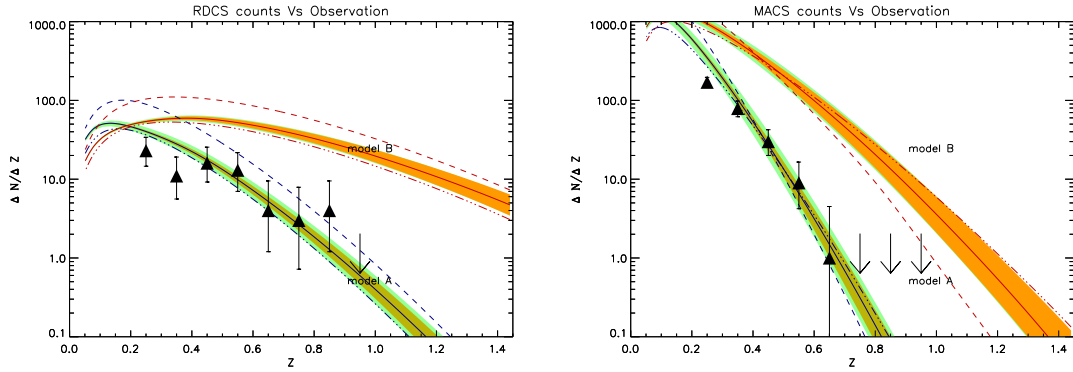 RDCS counts Vs Observation
1000.0
100.0
10.0
1.0
0.1
Δ N/Δ Z
model B
model A
0.0 0.2 0.4 0.6 0.8 1.0 1.2 1.4
Z
MACS counts Vs Observation
1000.0
100.0
10.0
1.0
0.1
Δ N/Δ Z
model B
model A
0.0 0.2 0.4 0.6 0.8 1.0 1.2 1.4
Z